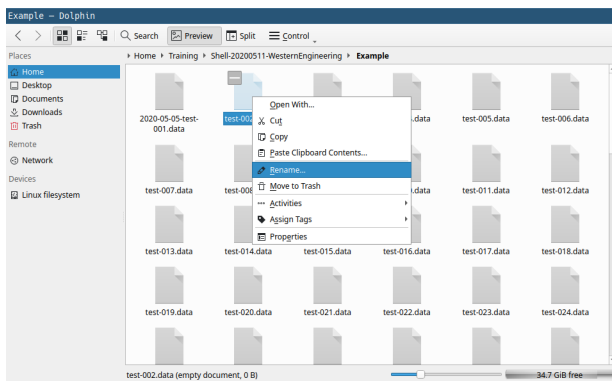 Example — Dolphin
Search Preview Split Control
Places
Home Training Shell-20200511-WesternEngineering Example
Home
Desktop
Documents
Downloads
Trash
Remote
Network
Devices
Linux filesystem
2020-05-05-test-
001.data
test-002
.data
test-005.data
test-006.data
Open With...
Cut
Copy
Paste Clipboard Contents...
Rename...
Move to Trash
Activities
Assign Tags
Properties
test-007.data
test-008
test-011.data
test-012.data
test-013.data
test-014.data
test-015.data
test-016.data
test-017.data
test-018.data
test-019.data
test-020.data
test-021.data
test-022.data
test-023.data
test-024.data
test-002.data (empty document, 0 B)
34.7 GiB free